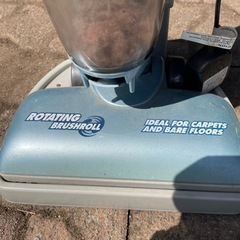 ROTATING
BRUSHROLL
IDEAL FOR CARPETS
AND BARE FLOORS